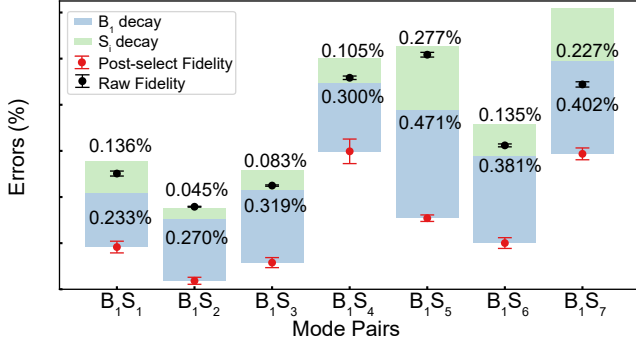 B₁ decay
Sᵢ decay
Post-select Fidelity
Raw Fidelity
Errors (%)
0.136%
0.233%
0.045%
0.270%
0.083%
0.319%
0.105%
0.300%
0.277%
0.471%
0.135%
0.381%
0.227%
0.402%
B₁S₁ B₁S₂ B₁S₃ B₁S₄ B₁S₅ B₁S₆ B₁S₇
Mode Pairs